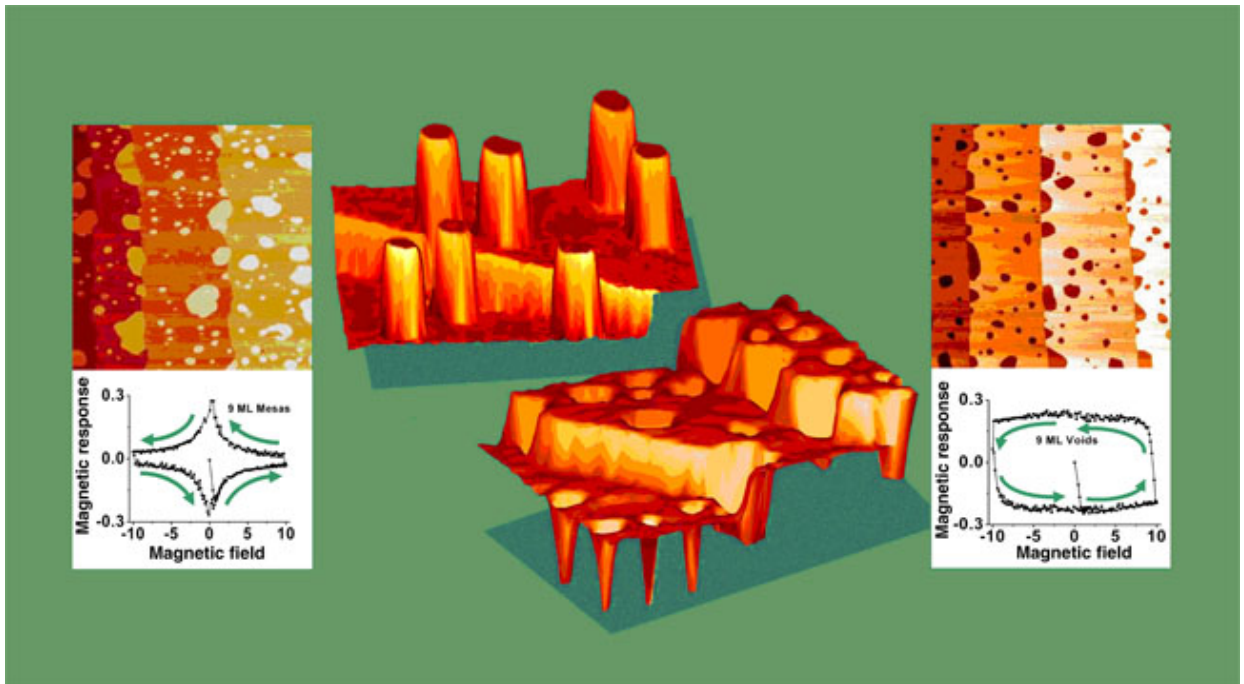 0.3
9 ML Mesas
Magnetic response
0.0
-0.3
-10 -5 0 5 10
Magnetic field
0.3
9 ML Voids
Magnetic response
0.0
-0.3
-10 -5 0 5 10
Magnetic field